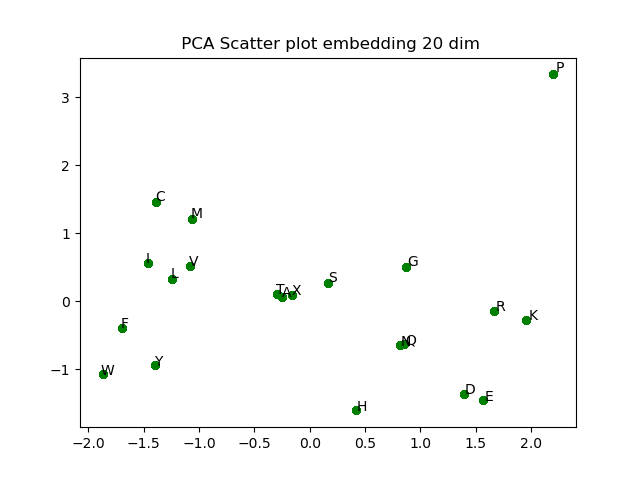 PCA Scatter plot embedding 20 dim
P
3
2
C
M
1
I
V
G
L
S
T
A
X
0
R
K
F
N
Q
Y
W
−1
D
E
H
−2.0 −1.5 −1.0 −0.5 0.0 0.5 1.0 1.5 2.0